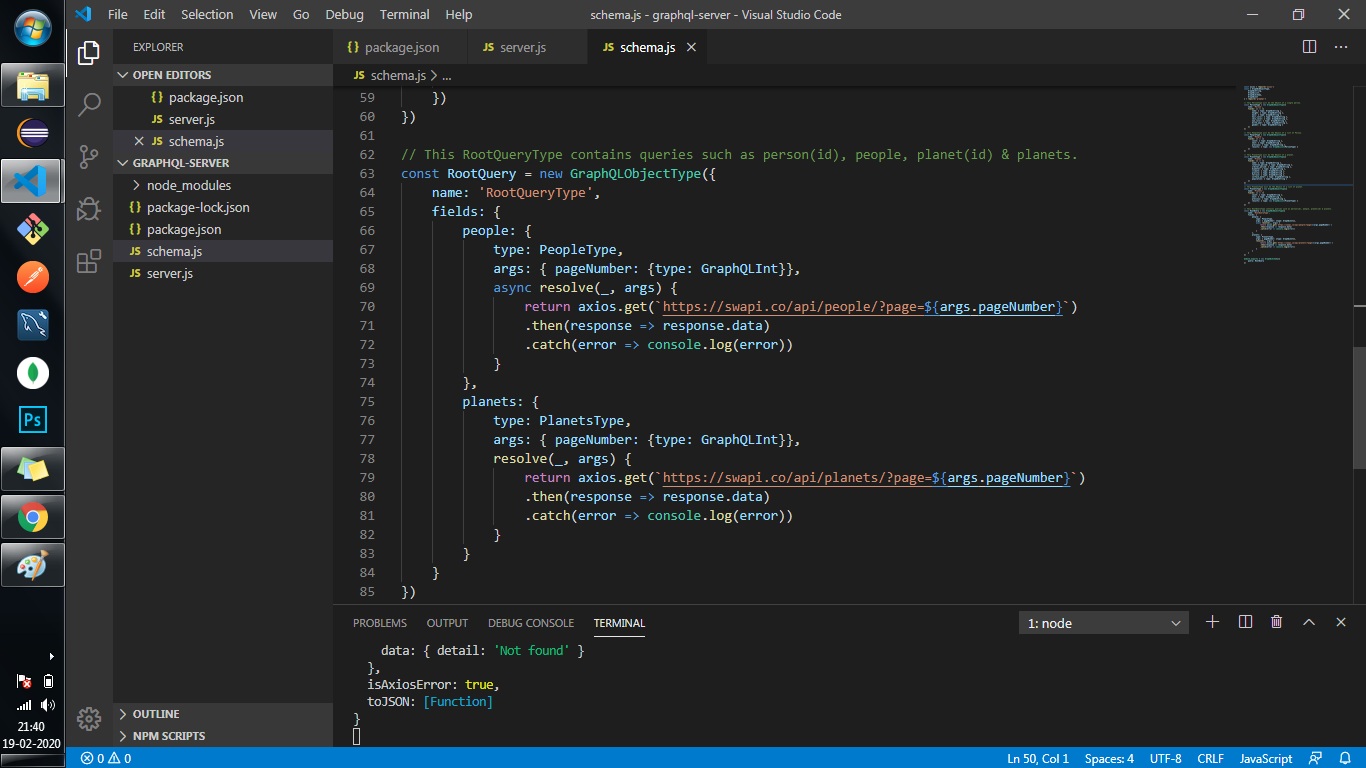 File Edit Selection View Go Debug Terminal Help
schema.js - graphql-server - Visual Studio Code
EXPLORER
OPEN EDITORS
{} package.json
JS server.js
JS schema.js
GRAPHQL-SERVER
node_modules
{} package-lock.json
{} package.json
JS schema.js
JS server.js
OUTLINE
NPM SCRIPTS
{} package.json
JS server.js
JS schema.js
JS schema.js > ...
59 })
60 })
61
62 // This RootQueryType contains queries such as person(id), people, planet(id) & planets.
63 const RootQuery = new GraphQLObjectType({
64 name: 'RootQueryType',
65 fields: {
66 people: {
67 type: PeopleType,
68 args: { pageNumber: {type: GraphQLInt}},
69 async resolve(_, args) {
70 return axios.get(`https://swapi.co/api/people/?page=${args.pageNumber}`)
71 .then(response => response.data)
72 .catch(error => console.log(error))
73 }
74 },
75 planets: {
76 type: PlanetsType,
77 args: { pageNumber: {type: GraphQLInt}},
78 resolve(_, args) {
79 return axios.get(`https://swapi.co/api/planets/?page=${args.pageNumber}`)
80 .then(response => response.data)
81 .catch(error => console.log(error))
82 }
83 }
84 }
85 })
PROBLEMS OUTPUT DEBUG CONSOLE TERMINAL
1: node
data: { detail: 'Not found' }
},
isAxiosError: true,
toJSON: [Function]
}
Ps
21:40
19-02-2020
0 0
Ln 50, Col 1 Spaces: 4 UTF-8 CRLF JavaScript